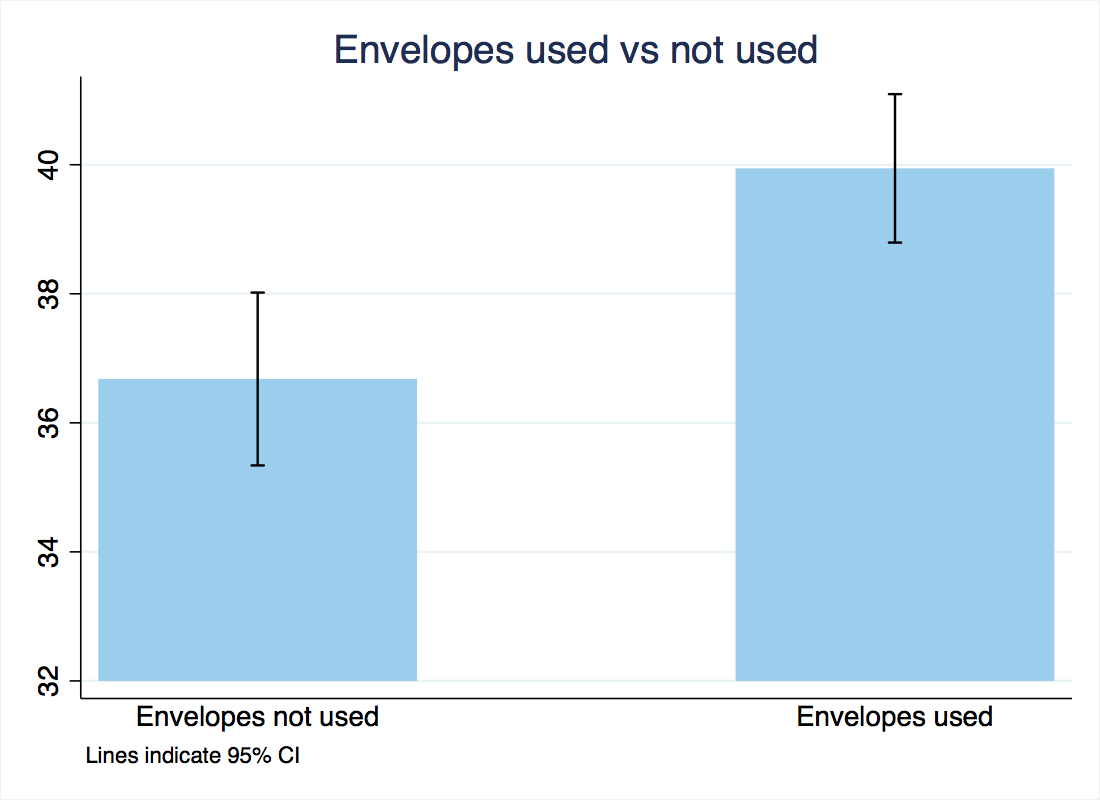 Envelopes used vs not used
40
38
36
34
32
Envelopes not used
Envelopes used
Lines indicate 95% CI